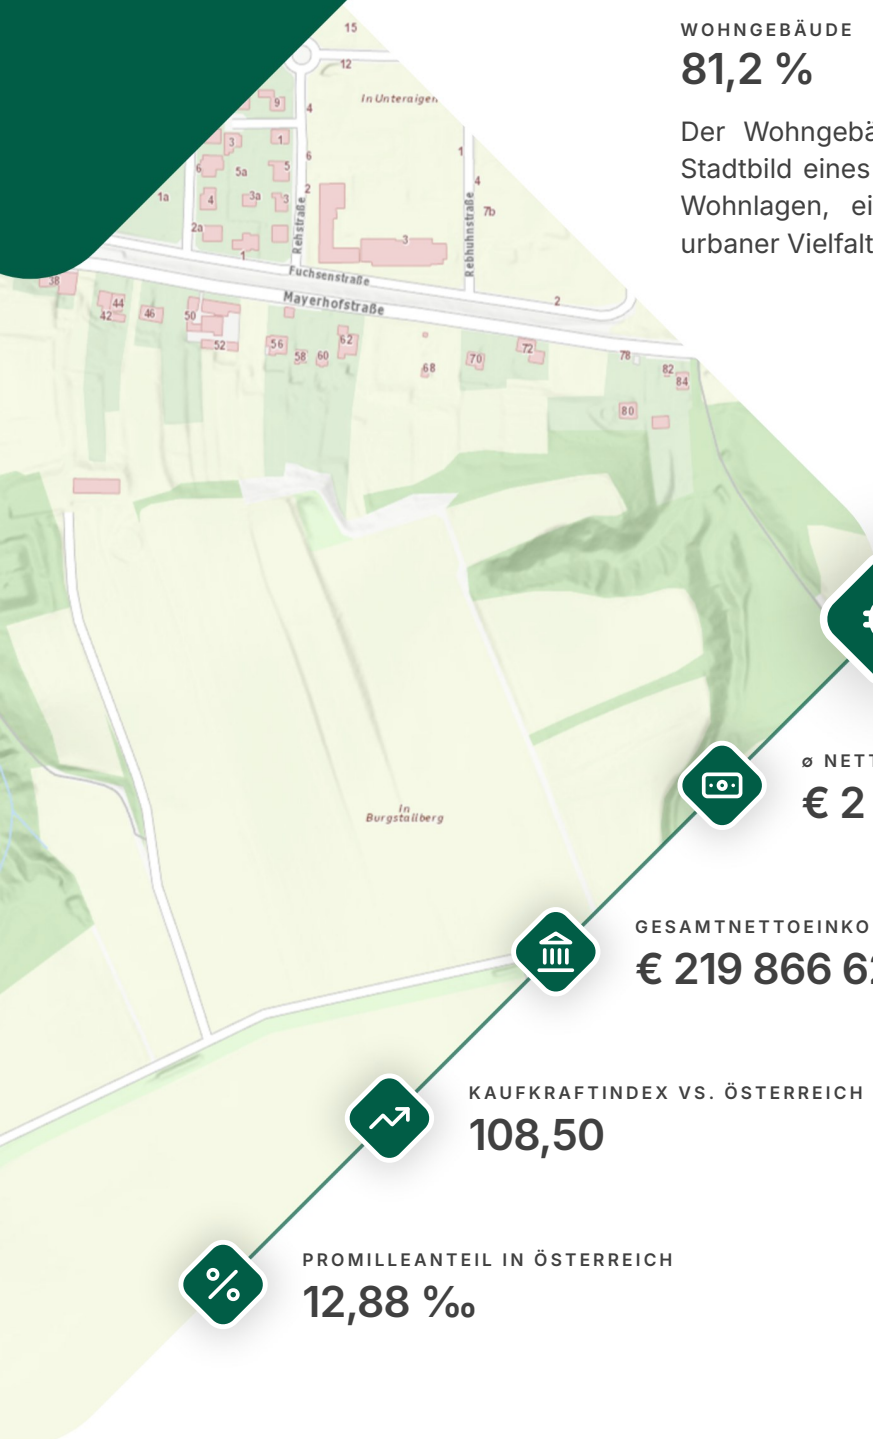 WOHNGEBÄUDE
81,2 %
Der Wohngebä
Stadtbild eines
Wohnlagen, ei
urbaner Vielfalt
15
12
In Unteraigen
9
4
3
1
6
1
6
5a
5
2
4
1a
4
3a
3
7b
2a
Rehstraße
Rebhuhnstraße
3
1
Fuchsenstraße
Mayerhofstraße
2
38
44
42
46
50
52
56
58
60
62
68
70
72
78
82
84
80
In
Burgstallberg
ø NETT
€ 2
GESAMTNETTOEINKO
€ 219 866 62
KAUFKRAFTINDEX VS. ÖSTERREICH
108,50
PROMILLEANTEIL IN ÖSTERREICH
12,88 ‰